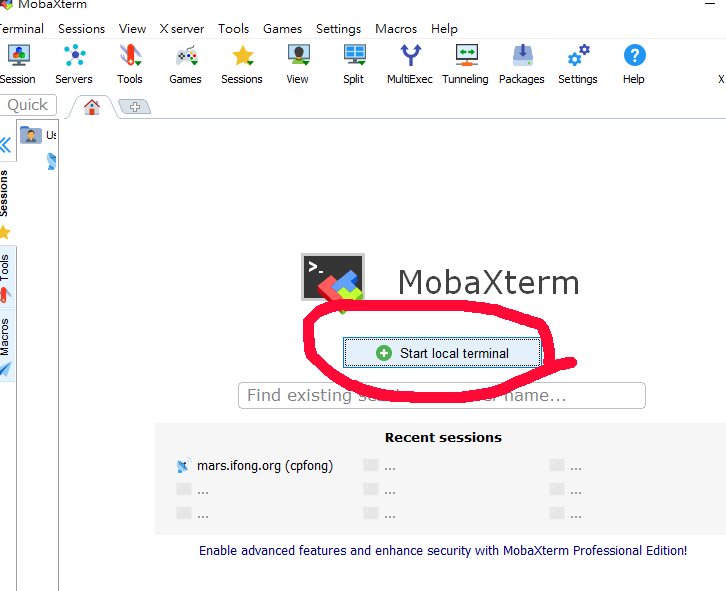 MobaXterm
Terminal Sessions View X server Tools Games Settings Macros Help
Session Servers Tools Games Sessions View Split MultiExec Tunneling Packages Settings Help X
Quick
Us
Sessions
Tools
Macros
>_
MobaXterm
Start local terminal
Find existing name...
Recent sessions
mars.ifong.org (cpfong) ... ...
... ... ...
... ... ...
Enable advanced features and enhance security with MobaXterm Professional Edition!